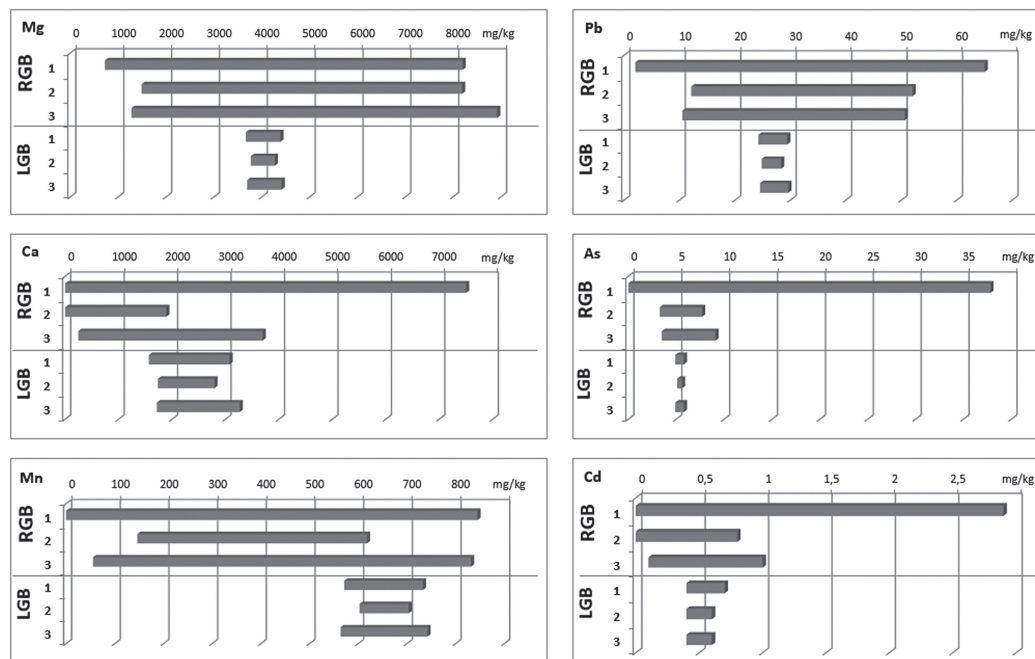 Mg
0 1000 2000 3000 4000 5000 6000 7000 8000 mg/kg
RGB
1
2
3
LGB
1
2
3
Pb
0 10 20 30 40 50 60 mg/kg
RGB
1
2
3
LGB
1
2
3
Ca
0 1000 2000 3000 4000 5000 6000 7000 mg/kg
RGB
1
2
3
LGB
1
2
3
As
0 5 10 15 20 25 30 35 mg/kg
RGB
1
2
3
LGB
1
2
3
Mn
0 100 200 300 400 500 600 700 800 mg/kg
RGB
1
2
3
LGB
1
2
3
Cd
0 0,5 1 1,5 2 2,5 mg/kg
RGB
1
2
3
LGB
1
2
3